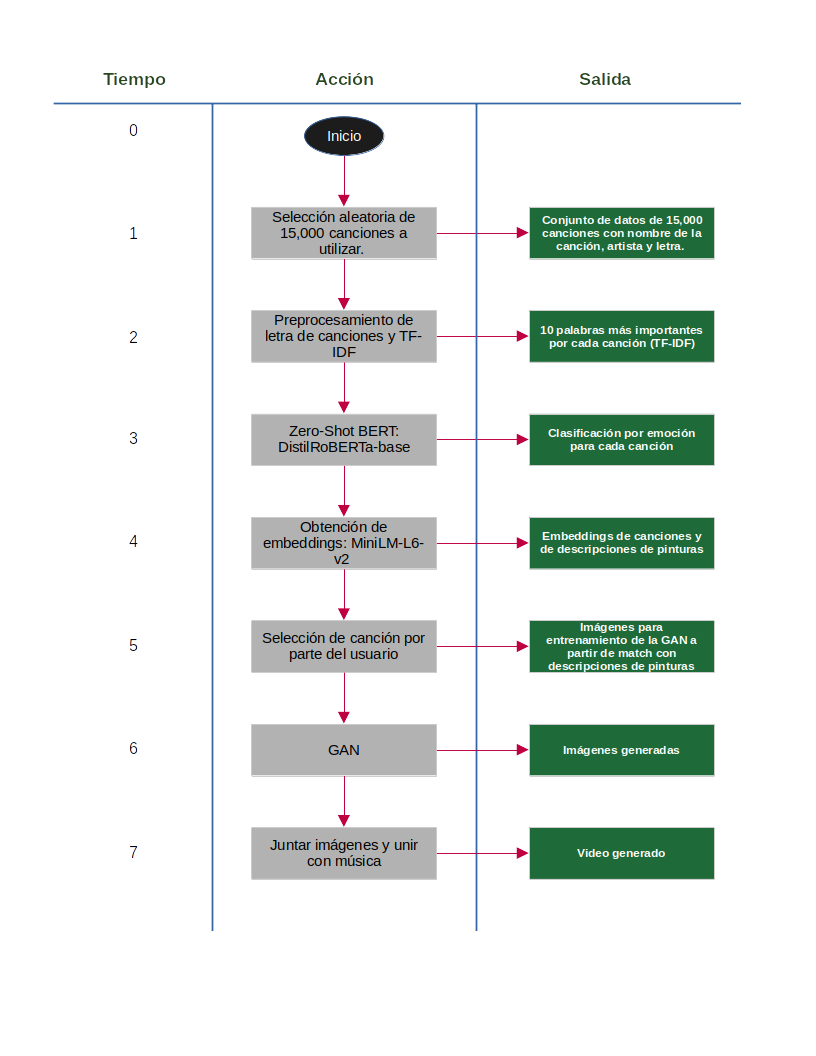 Tiempo Acción Salida
0 Inicio
1
Selección aleatoria de
15,000 canciones a
utilizar.
Conjunto de datos de 15,000
canciones con nombre de la
canción, artista y letra.
2
Preprocesamiento de
letra de canciones y TF-
IDF
10 palabras más importantes
por cada canción (TF-IDF)
3
Zero-Shot BERT:
DistilRoBERTa-base
Clasificación por emoción
para cada canción
4
Obtención de
embeddings: MiniLM-L6-
v2
Embeddings de canciones y
de descripciones de pinturas
5
Selección de canción por
parte del usuario
Imágenes para
entrenamiento de la GAN a
partir de match con
descripciones de pinturas
6
GAN
Imágenes generadas
7
Juntar imágenes y unir
con música
Video generado